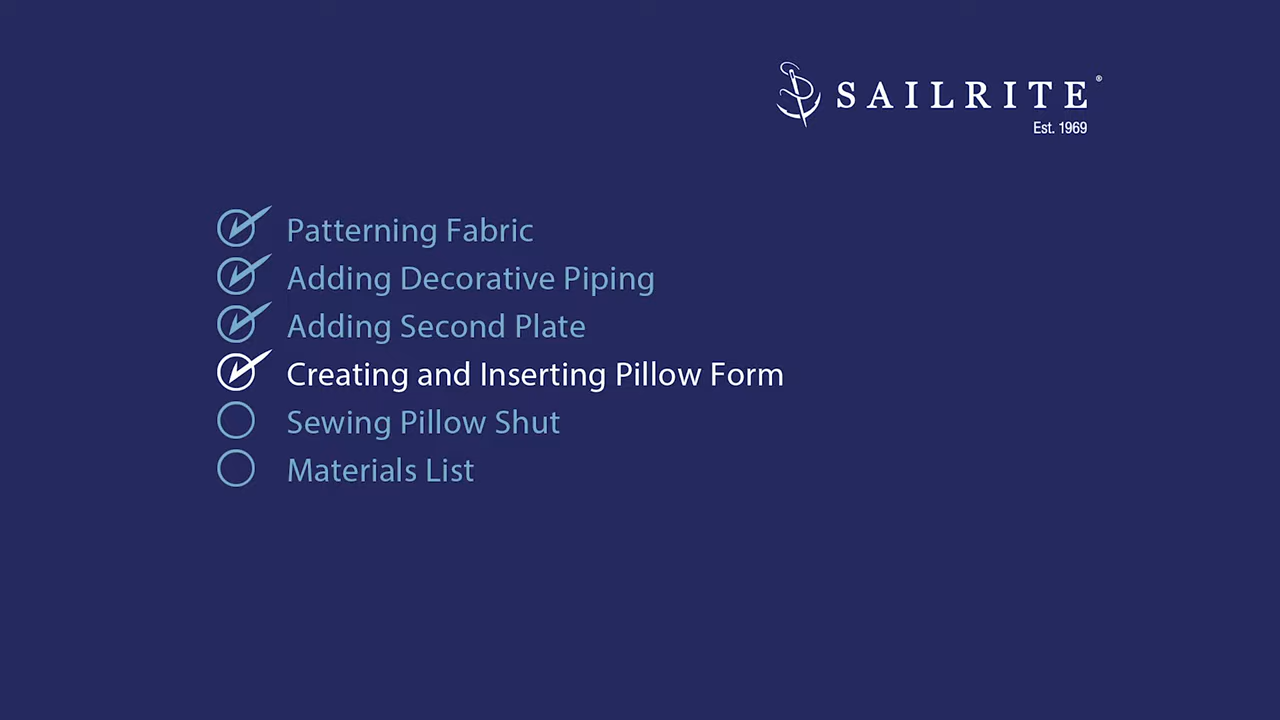 SAILRITE®
Est. 1969
Patterning Fabric
Adding Decorative Piping
Adding Second Plate
Creating and Inserting Pillow Form
Sewing Pillow Shut
Materials List